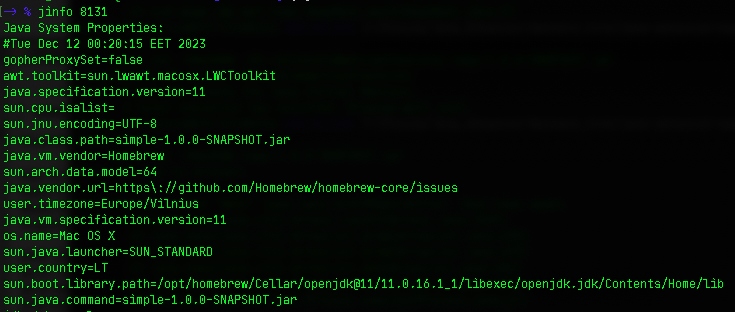 [-> % jinfo 8131
Java System Properties:
#Tue Dec 12 00:20:15 EET 2023
gopherProxySet=false
awt.toolkit=sun.lwawt.macosx.LWCToolkit
java.specification.version=11
sun.cpu.isalist=
sun.jnu.encoding=UTF-8
java.class.path=simple-1.0.0-SNAPSHOT.jar
java.vm.vendor=Homebrew
sun.arch.data.model=64
java.vendor.url=https\://github.com/Homebrew/homebrew-core/issues
user.timezone=Europe/Vilnius
java.vm.specification.version=11
os.name=Mac OS X
sun.java.launcher=SUN_STANDARD
user.country=LT
sun.boot.library.path=/opt/homebrew/Cellar/openjdk@11/11.0.16.1_1/libexec/openjdk.jdk/Contents/Home/lib
sun.java.command=simple-1.0.0-SNAPSHOT.jar